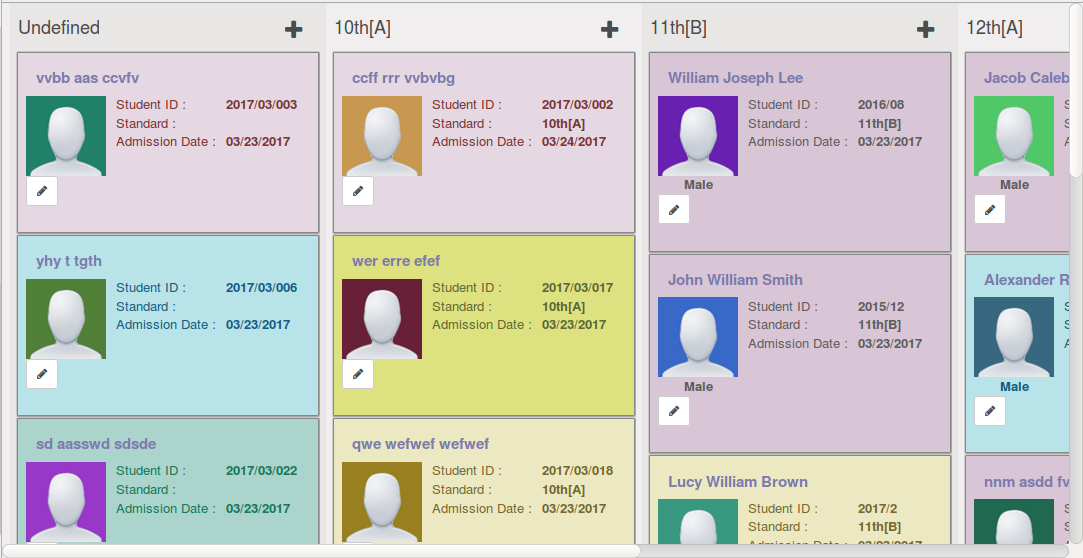 Undefined
vvbb aas ccvfv
Student ID : 2017/03/003
Standard :
Admission Date : 03/23/2017
yhy t tgth
Student ID : 2017/03/006
Standard :
Admission Date : 03/23/2017
sd aasswd sdsde
Student ID : 2017/03/022
Standard :
Admission Date : 03/23/2017
10th[A]
ccff rrr vvbvbg
Student ID : 2017/03/002
Standard : 10th[A]
Admission Date : 03/24/2017
wer erre efef
Student ID : 2017/03/017
Standard : 10th[A]
Admission Date : 03/23/2017
qwe wefwef wefwef
Student ID : 2017/03/018
Standard : 10th[A]
Admission Date : 03/23/2017
11th[B]
William Joseph Lee
Student ID : 2016/08
Standard : 11th[B]
Admission Date : 03/23/2017
Male
John William Smith
Student ID : 2015/12
Standard : 11th[B]
Admission Date : 03/23/2017
Male
Lucy William Brown
Student ID : 2017/2
Standard : 11th[B]
Admission Date : 03/23/2017
12th[A]
Jacob Caleb
Male
Alexander R
Male
nnm asdd fv